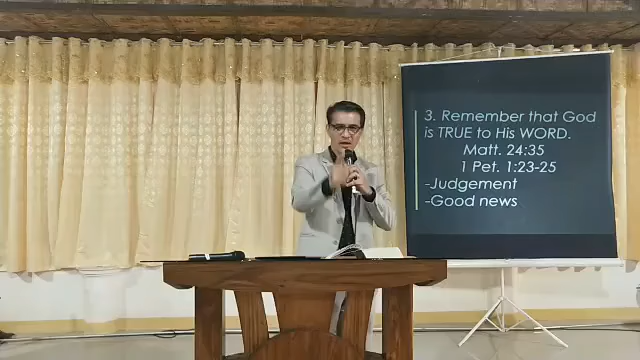 3. Remember that God
is TRUE to His WORD.
Matt. 24:35
1 Pet. 1:23-25
-Judgement
-Good news